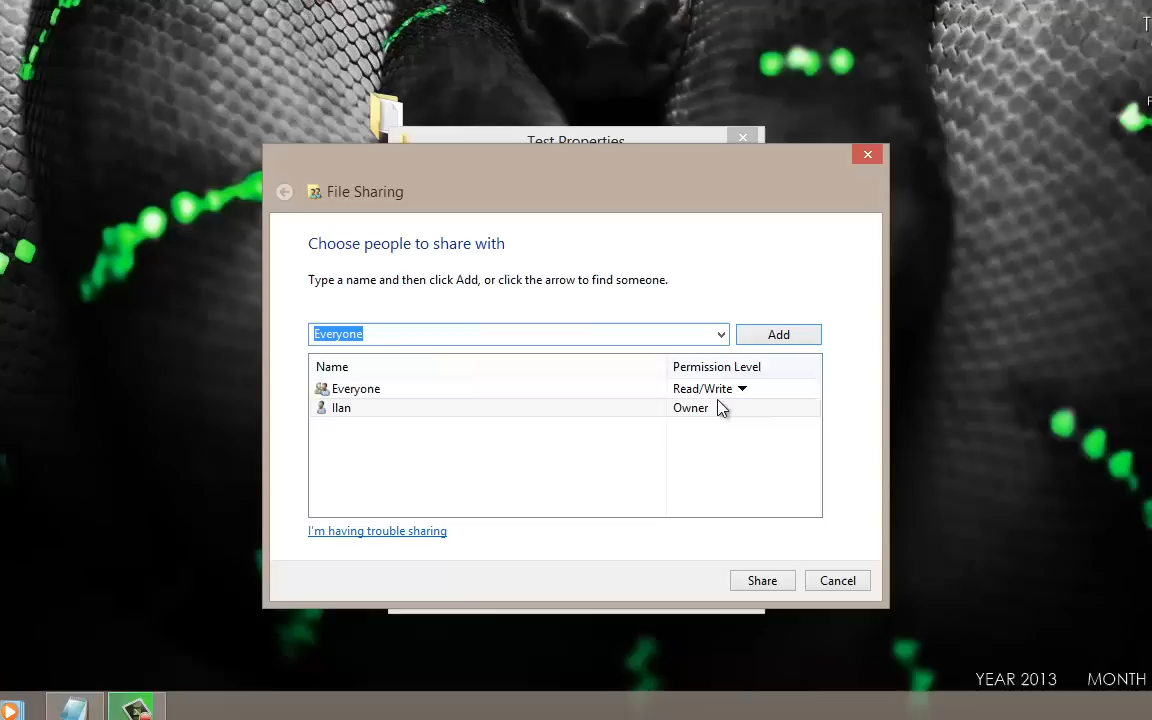 T
F
Test Properties
File Sharing
Choose people to share with
Type a name and then click Add, or click the arrow to find someone.
Everyone
Add
Name
Permission Level
Everyone
Read/Write
Ilan
Owner
I'm having trouble sharing
Share
Cancel
YEAR 2013
MONTH